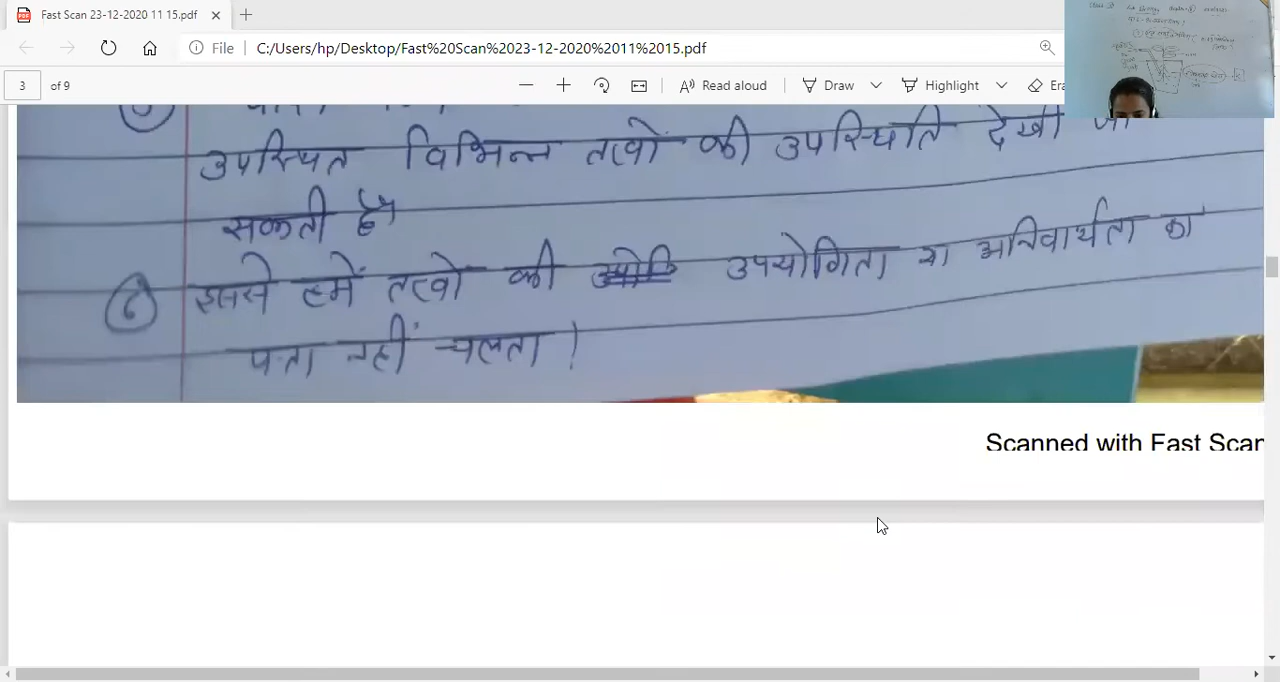 Fast Scan 23-12-2020 11 15.pdf
File C:/Users/hp/Desktop/Fast%20Scan%2023-12-2020%2011%2015.pdf
3 of 9 Read aloud Draw Highlight Era
उपस्थित विभिन्न तत्वों की उपस्थिति देखी जा
सकती है।
6 इससे हमें तत्वों की उपयोगिता या अनिवार्यता का
पता नहीं चलता।
Scanned with Fast Scan